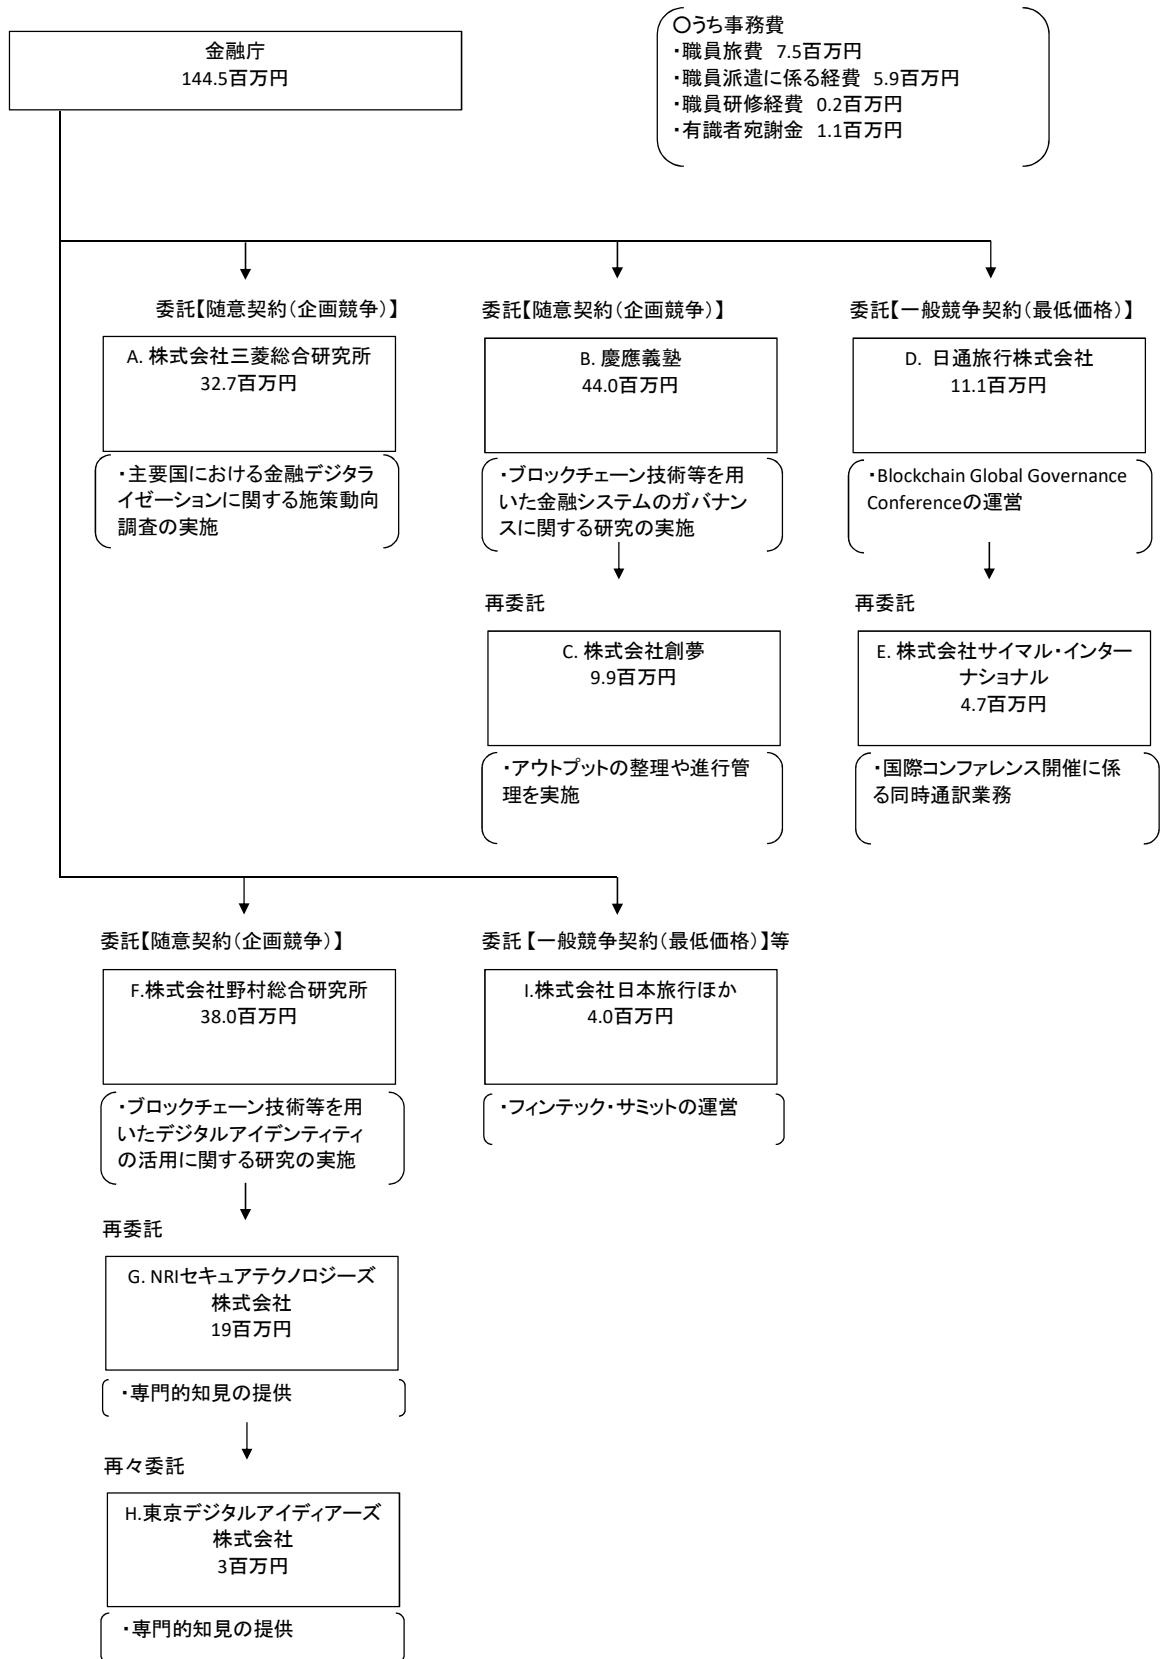 金融庁
144.5百万円
○うち事務費
・職員旅費 7.5百万円
・職員派遣に係る経費 5.9百万円
・職員研修経費 0.2百万円
・有識者宛謝金 1.1百万円
委託【随意契約(企画競争)】
A. 株式会社三菱総合研究所
32.7百万円
・主要国における金融デジタラ
イゼーションに関する施策動向
調査の実施
委託【随意契約(企画競争)】
B. 慶應義塾
44.0百万円
・ブロックチェーン技術等を用
いた金融システムのガバナン
スに関する研究の実施
委託【一般競争契約(最低価格)】
D. 日通旅行株式会社
11.1百万円
・Blockchain Global Governance
Conferenceの運営
再委託
C. 株式会社創夢
9.9百万円
・アウトプットの整理や進行管
理を実施
再委託
E. 株式会社サイマル・インター
ナショナル
4.7百万円
・国際コンファレンス開催に係
る同時通訳業務
委託【随意契約(企画競争)】
F.株式会社野村総合研究所
38.0百万円
・ブロックチェーン技術等を用
いたデジタルアイデンティティ
の活用に関する研究の実施
委託【一般競争契約(最低価格)】等
I.株式会社日本旅行ほか
4.0百万円
・フィンテック・サミットの運営
再委託
G. NRIセキュアテクノロジーズ
株式会社
19百万円
・専門的知見の提供
再々委託
H.東京デジタルアイディアーズ
株式会社
3百万円
・専門的知見の提供